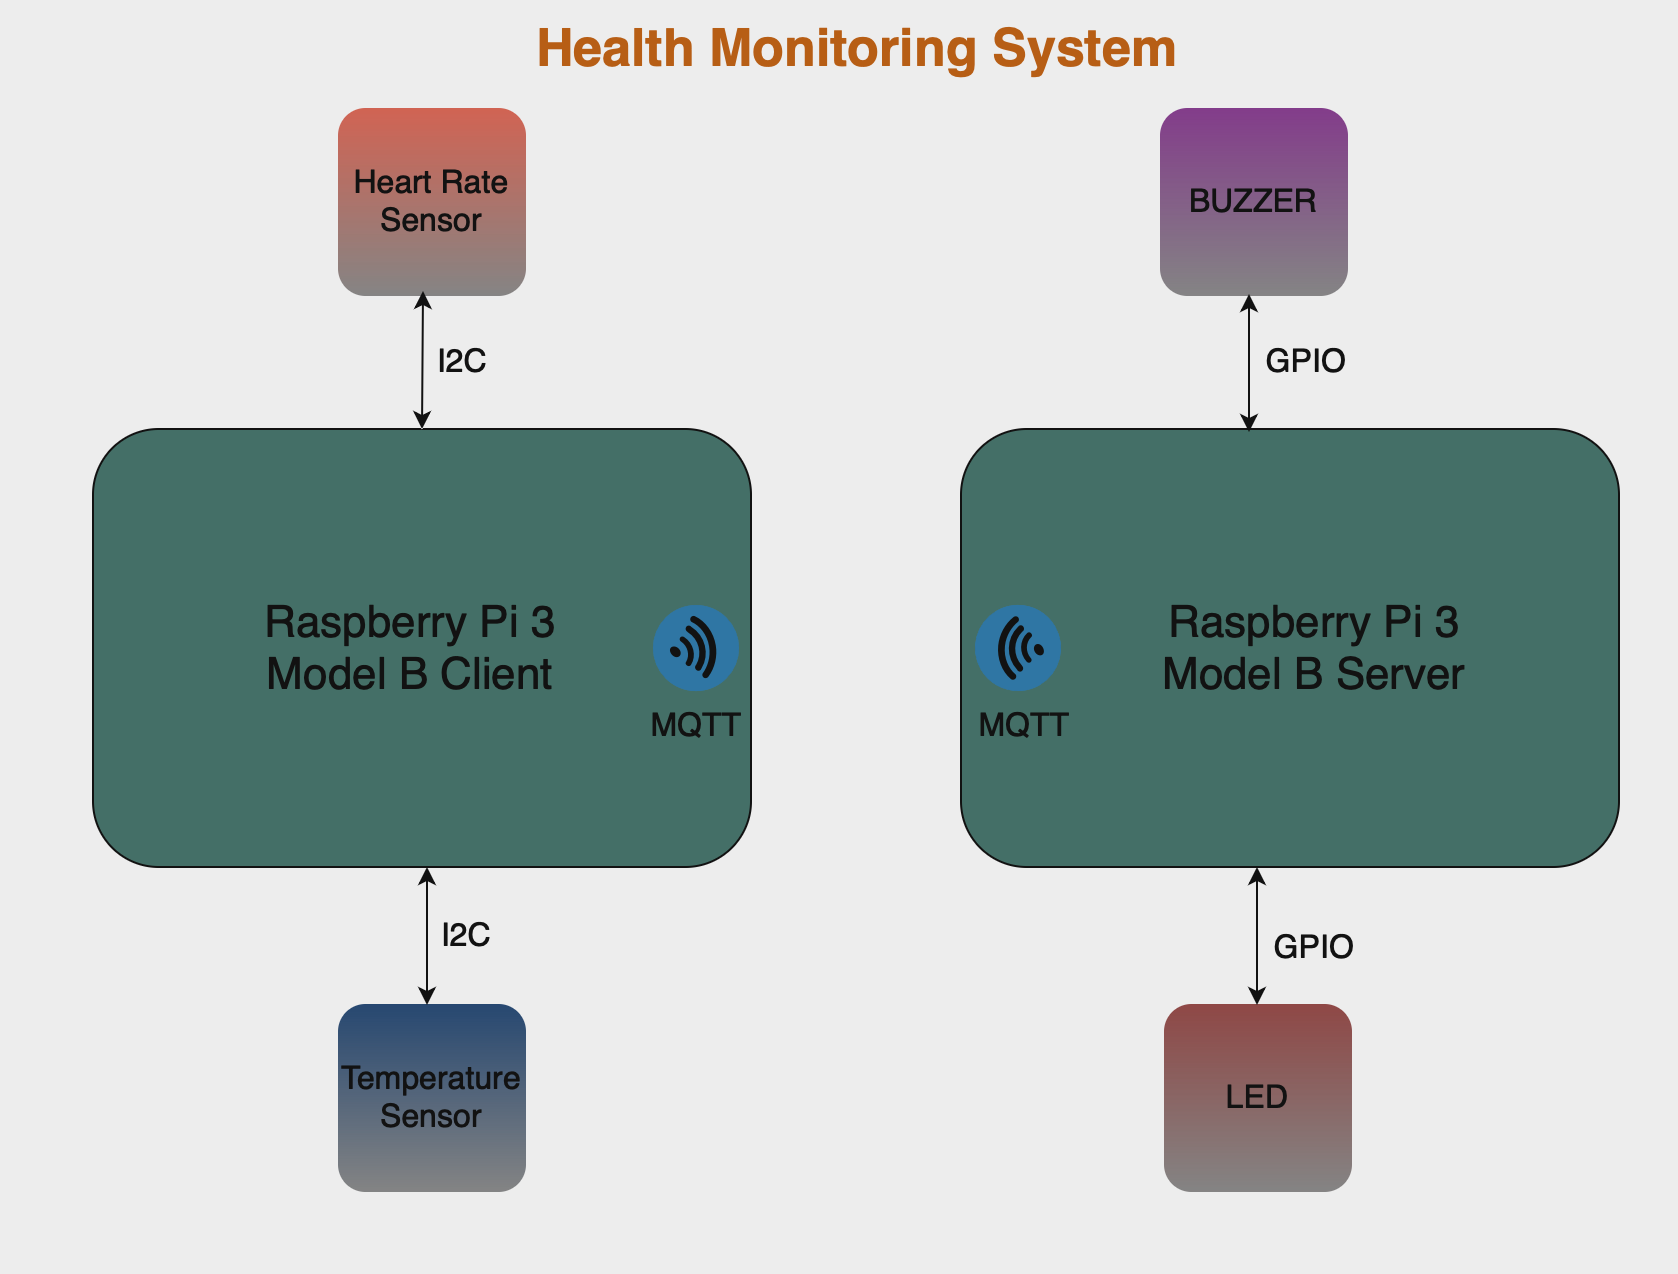 Health Monitoring System
Heart Rate
Sensor
BUZZER
I2C
GPIO
Raspberry Pi 3
Model B Client
MQTT
MQTT
Raspberry Pi 3
Model B Server
I2C
GPIO
Temperature
Sensor
LED